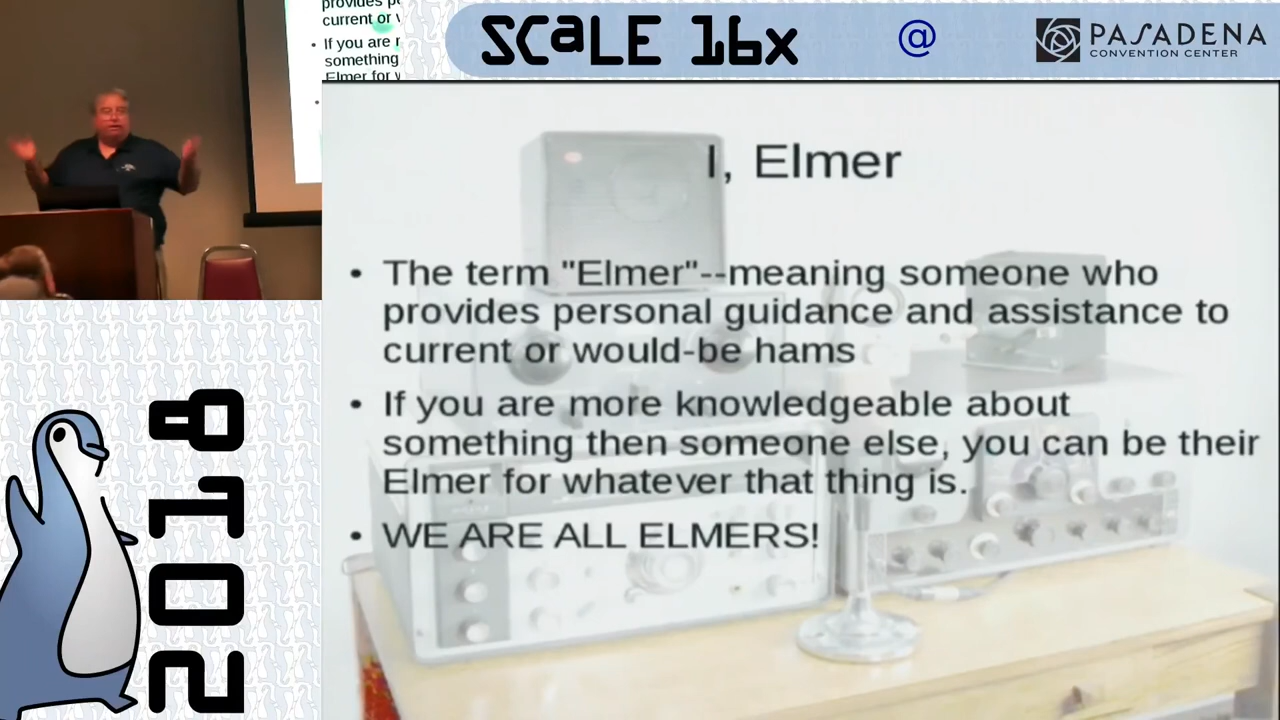 provides p
current or v
If you are r
something
Elmer for v
SCaLE 16x
@
PASADENA
CONVENTION CENTER
I, Elmer
• The term "Elmer"--meaning someone who
provides personal guidance and assistance to
current or would-be hams
• If you are more knowledgeable about
something then someone else, you can be their
Elmer for whatever that thing is.
• WE ARE ALL ELMERS!
2018